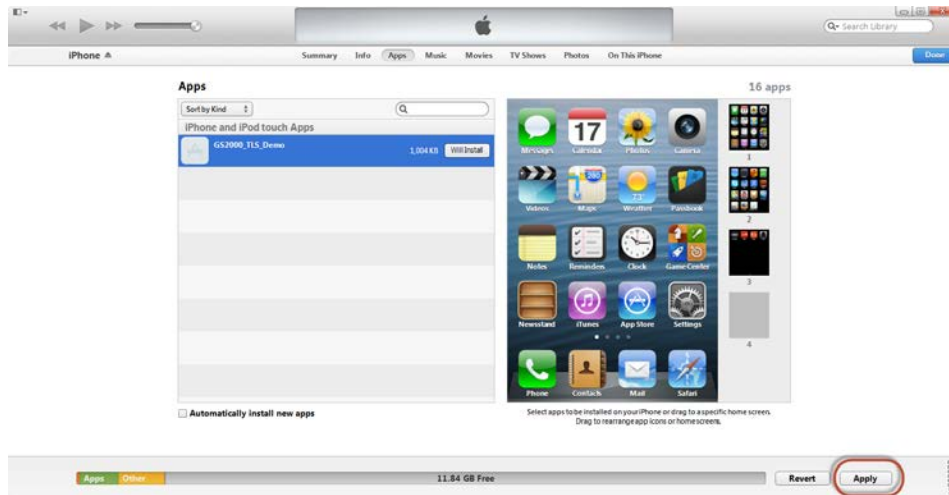 Search Library
iPhone
Summary Info Apps Music Movies TV Shows Photos On This iPhone
Done
Apps
16 apps
Sort by Kind
iPhone and iPod touch Apps
GS2000_TLS_Demo
1,004 KB
Will Install
Messages Calendar Photos Camera
17
1
Videos Maps Weather Passbook
280
73°
2
Notes Reminders Clock Game Center
3
Newsstand iTunes App Store Settings
4
Phone Contacts Mail Safari
Automatically install new apps
Select apps to be installed on your iPhone or drag to a specific home screen.
Drag to rearrange app icons or home screens.
Apps Other
11.84 GB Free
Revert
Apply